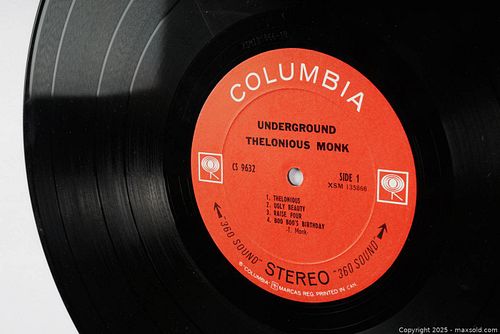 COLUMBIA
UNDERGROUND
THELONIOUS MONK
CS 9632
SIDE 1
XSM 135866
1. THELONIOUS
2. UGLY BEAUTY
3. RAISE FOUR
4. BOO BOO'S BIRTHDAY
-T. Monk-
"360 SOUND" STEREO "360 SOUND"
® "COLUMBIA", MARCAS REG. PRINTED IN CAN.
Copyright 2025 - maxsold.com